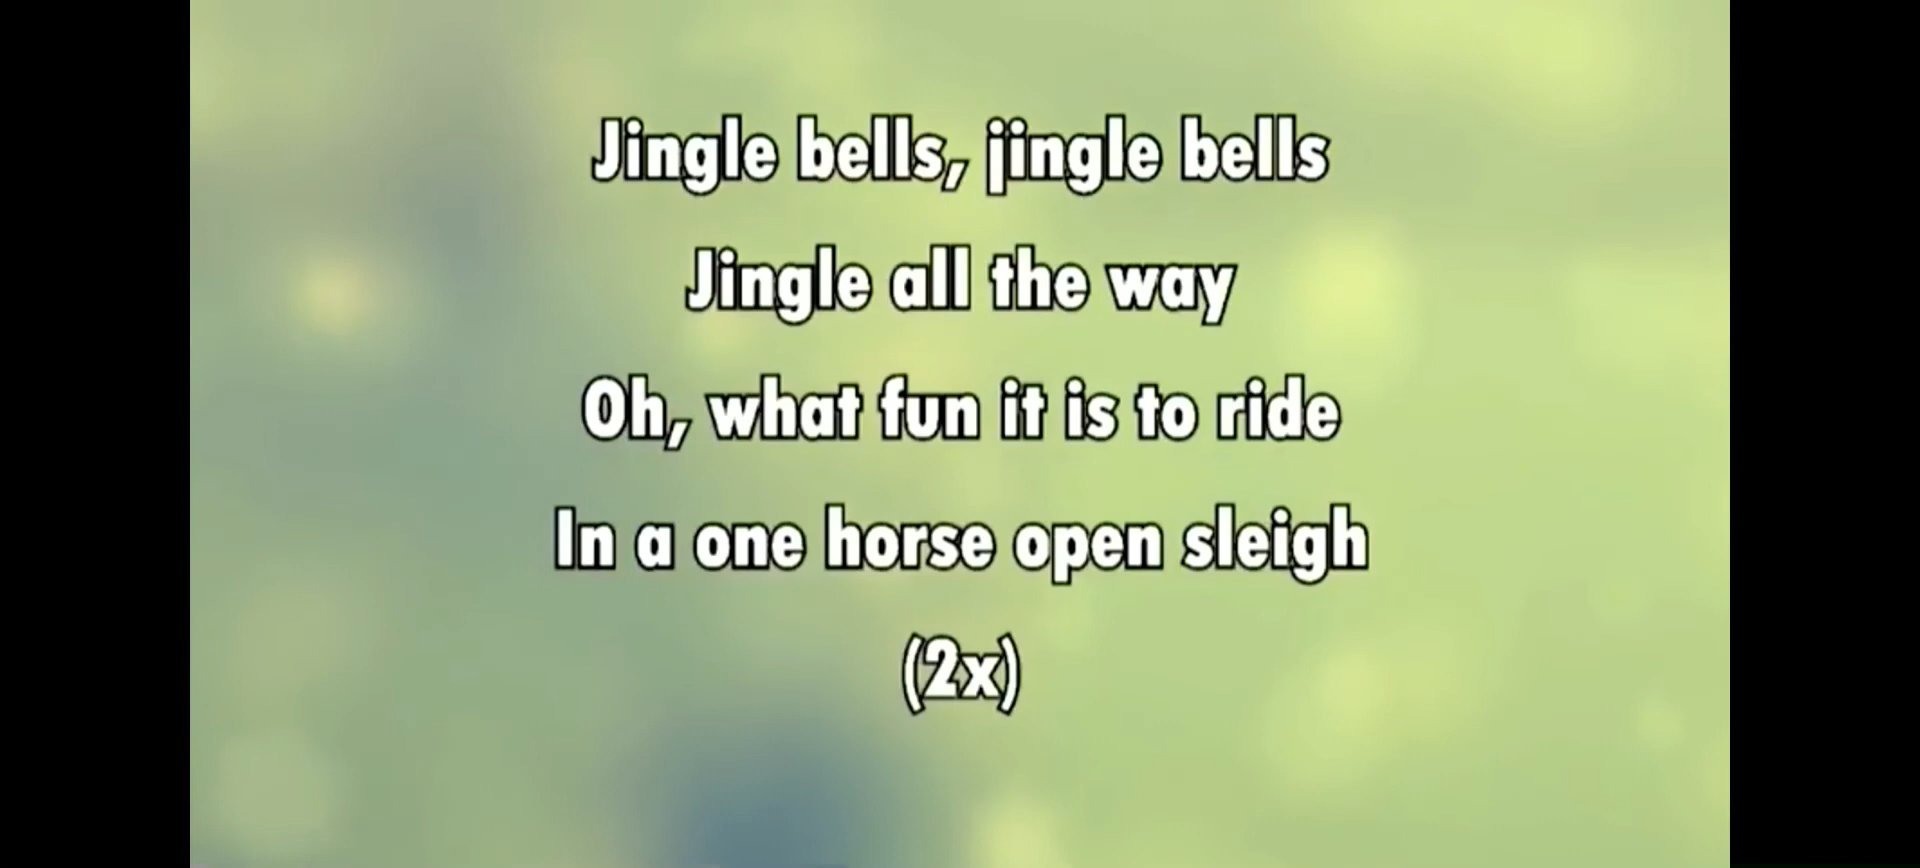 Jingle bells, jingle bells
Jingle all the way
Oh, what fun it is to ride
In a one horse open sleigh
(2x)